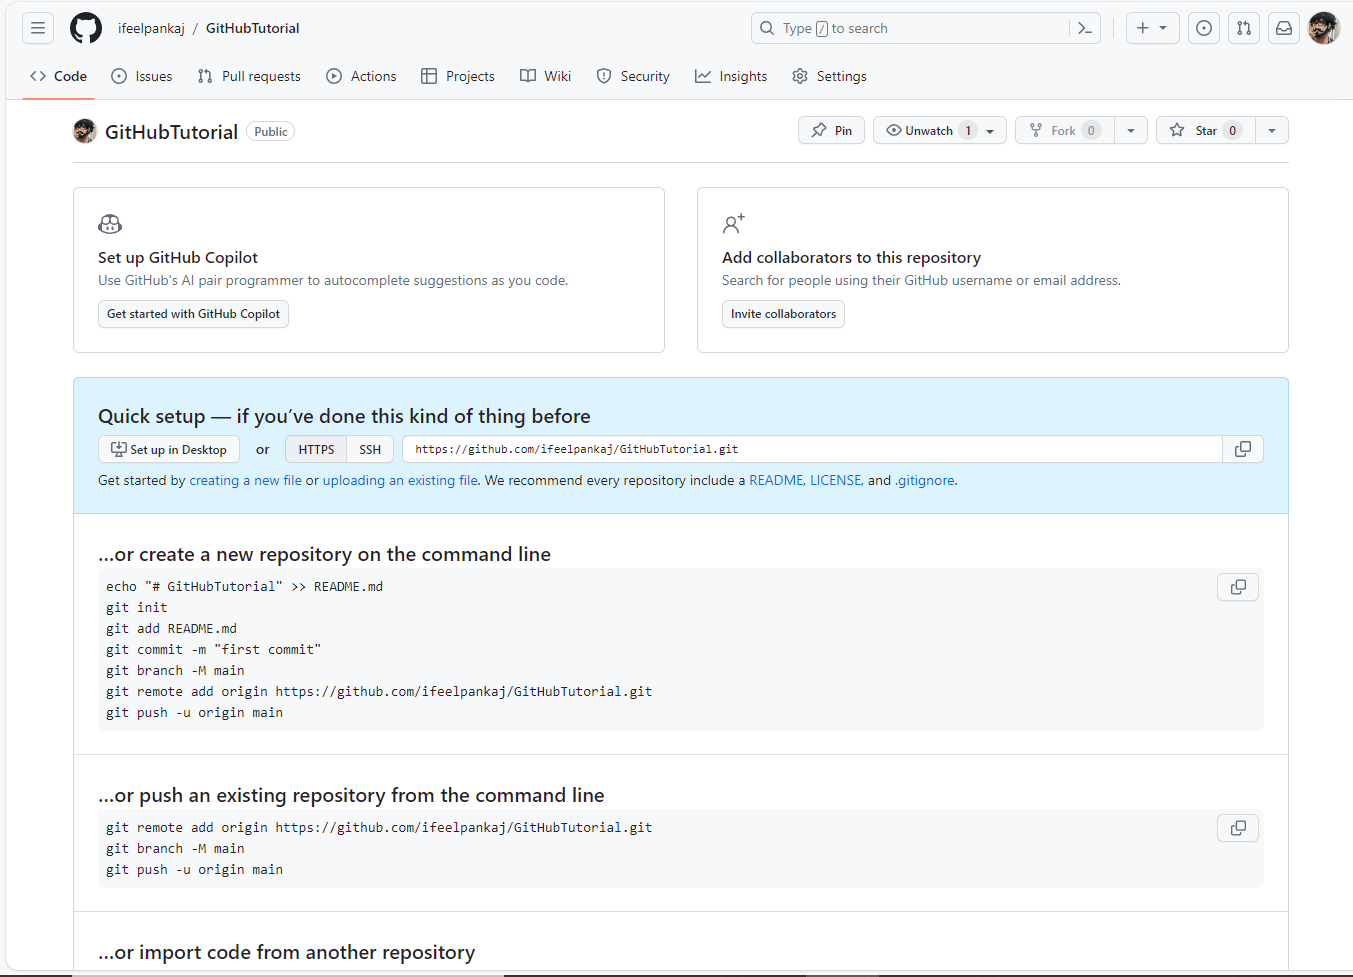 ifeelpankaj / GitHubTutorial
Type / to search
Code
Issues
Pull requests
Actions
Projects
Wiki
Security
Insights
Settings
GitHubTutorial Public
Pin
Unwatch 1
Fork 0
Star 0
Set up GitHub Copilot
Use GitHub's AI pair programmer to autocomplete suggestions as you code.
Get started with GitHub Copilot
Add collaborators to this repository
Search for people using their GitHub username or email address.
Invite collaborators
Quick setup — if you’ve done this kind of thing before
Set up in Desktop or HTTPS SSH https://github.com/ifeelpankaj/GitHubTutorial.git
Get started by creating a new file or uploading an existing file. We recommend every repository include a README, LICENSE, and .gitignore.
…or create a new repository on the command line
echo "# GitHubTutorial" >> README.md
git init
git add README.md
git commit -m "first commit"
git branch -M main
git remote add origin https://github.com/ifeelpankaj/GitHubTutorial.git
git push -u origin main
…or push an existing repository from the command line
git remote add origin https://github.com/ifeelpankaj/GitHubTutorial.git
git branch -M main
git push -u origin main
…or import code from another repository